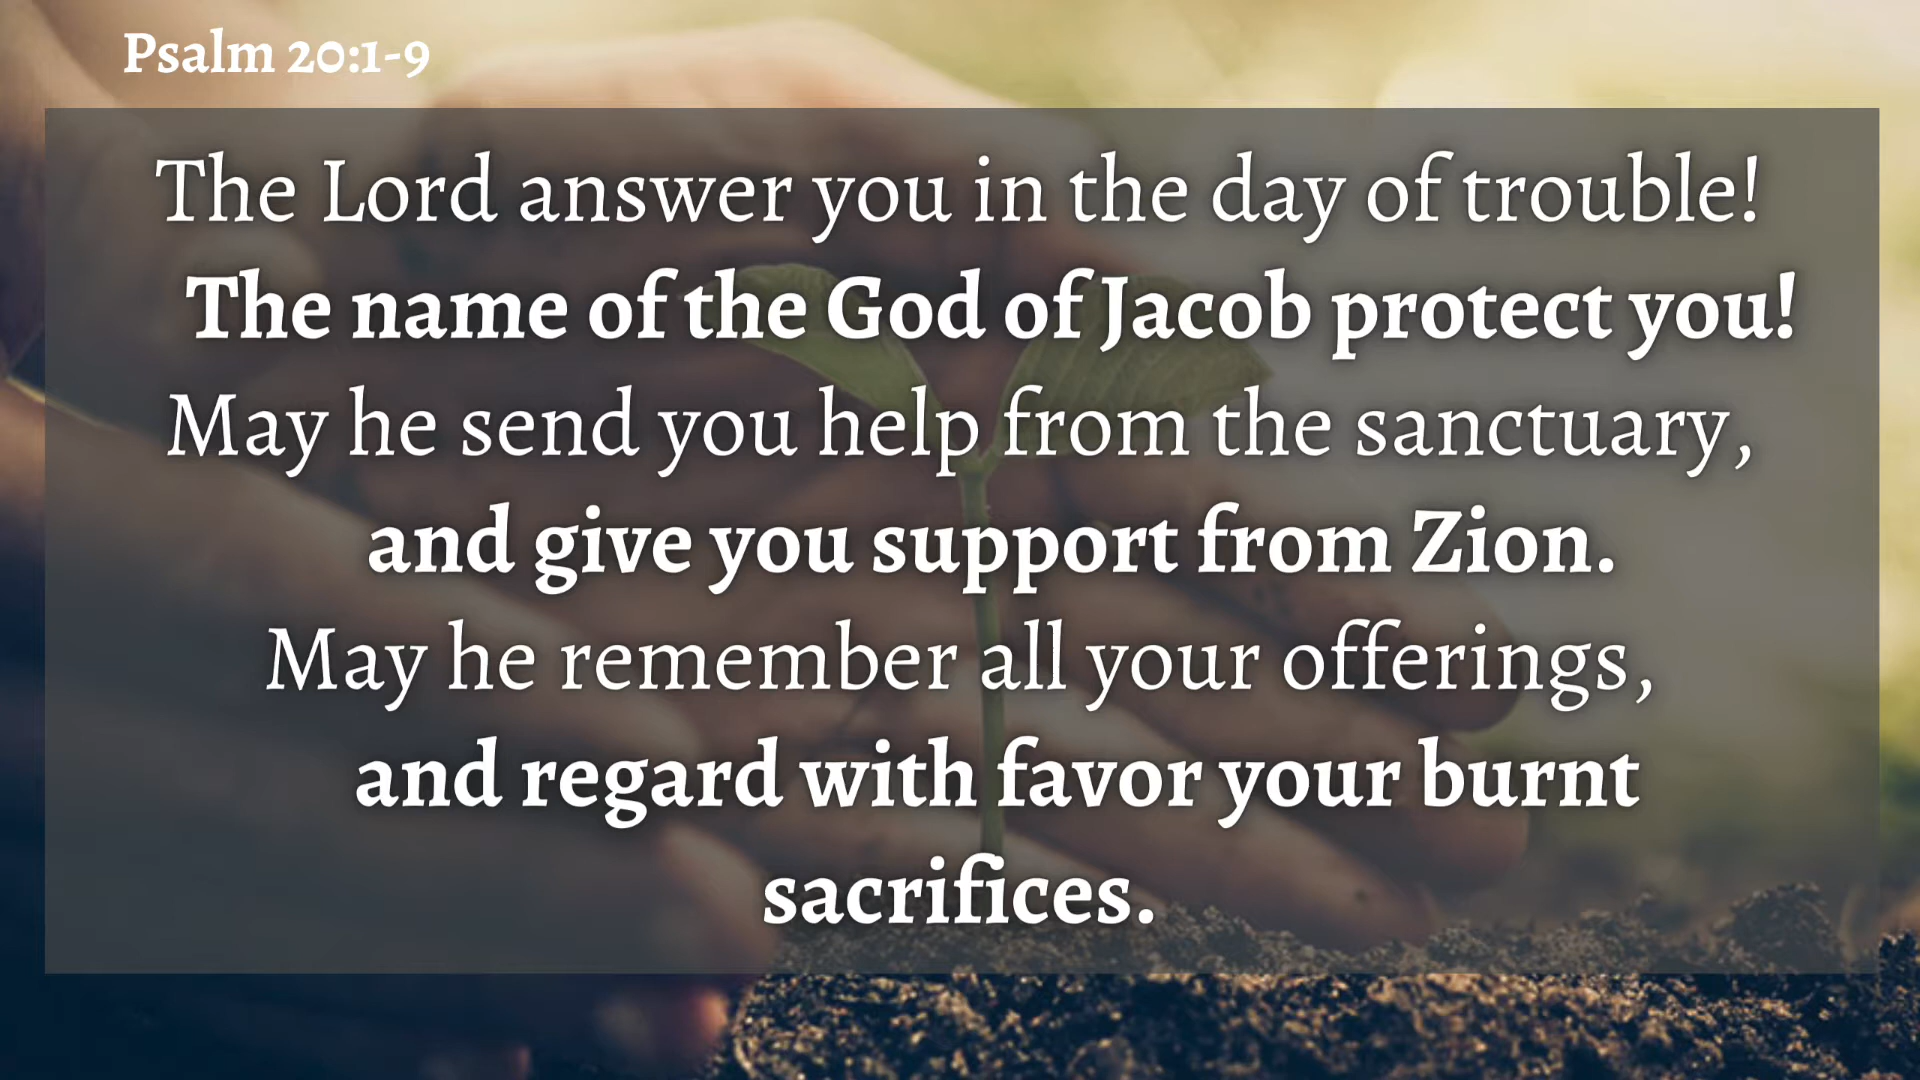 Psalm 20:1-9
The Lord answer you in the day of trouble!
The name of the God of Jacob protect you!
May he send you help from the sanctuary,
and give you support from Zion.
May he remember all your offerings,
and regard with favor your burnt
sacrifices.